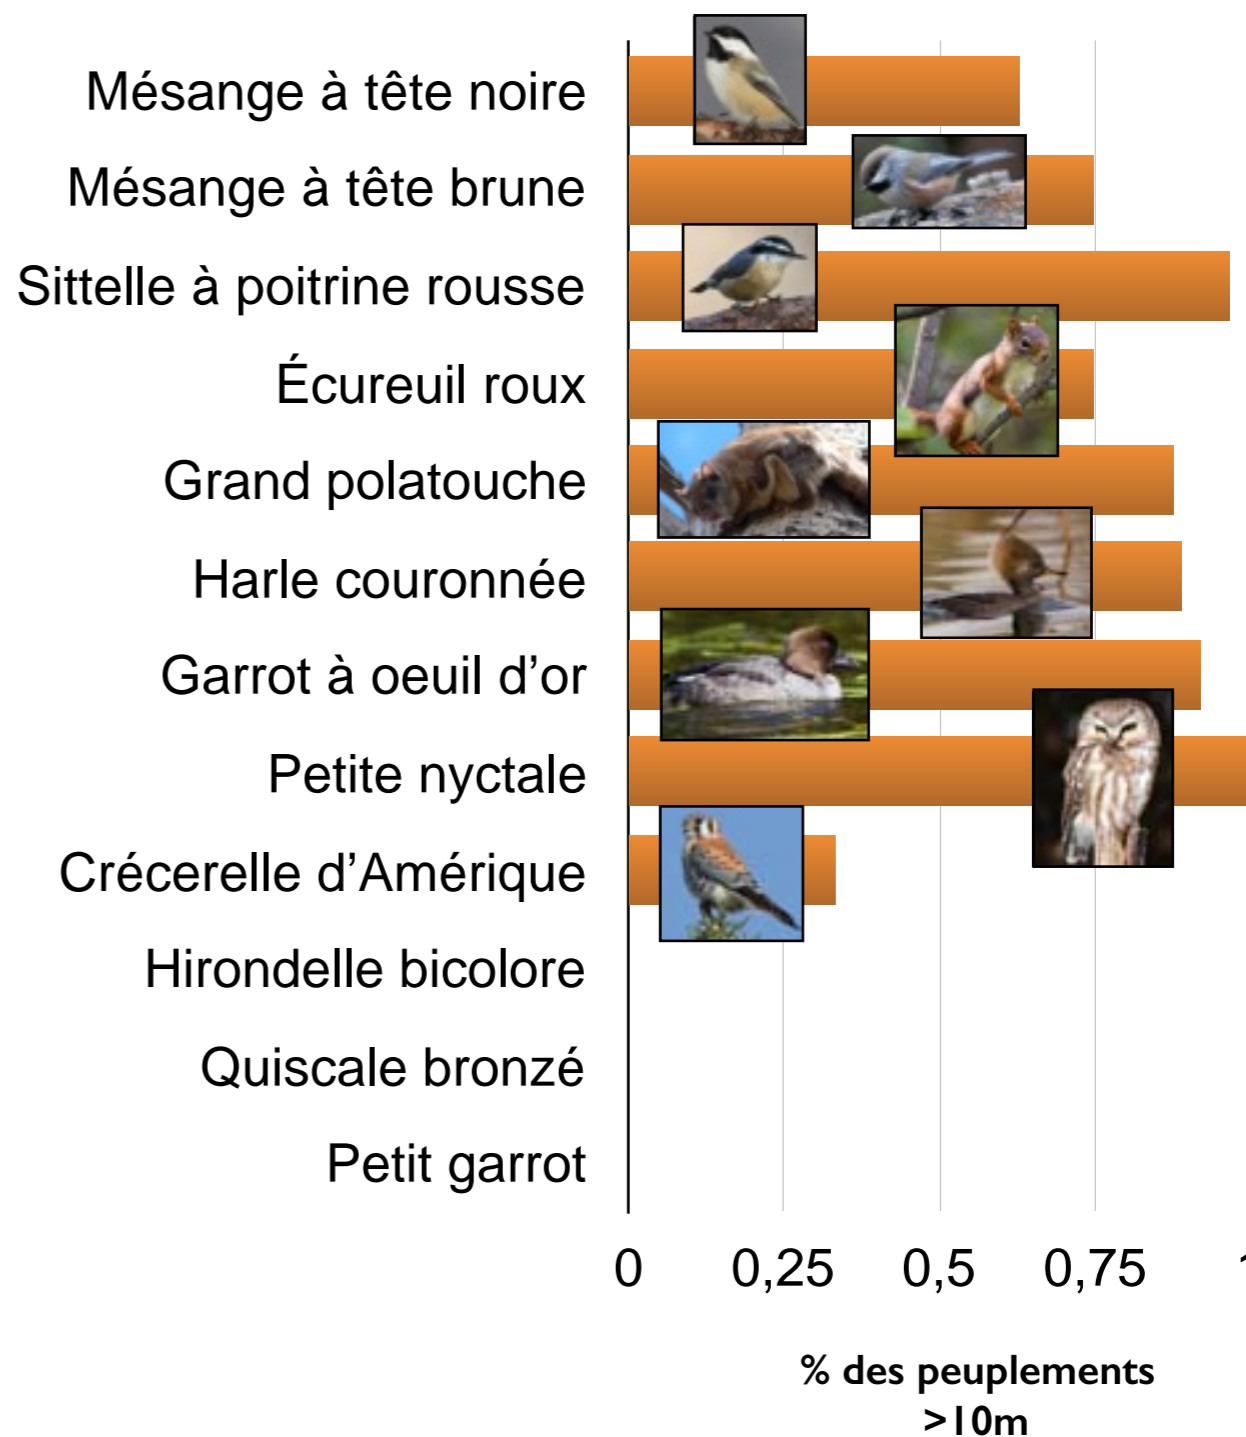 Mésange à tête noire
Mésange à tête brune
Sittelle à poitrine rousse
Écureuil roux
Grand polatouche
Harle couronnée
Garrot à oeuil d’or
Petite nyctale
Crécerelle d’Amérique
Hirondelle bicolore
Quiscale bronzé
Petit garrot
0 0,25 0,5 0,75
% des peuplements
>10m